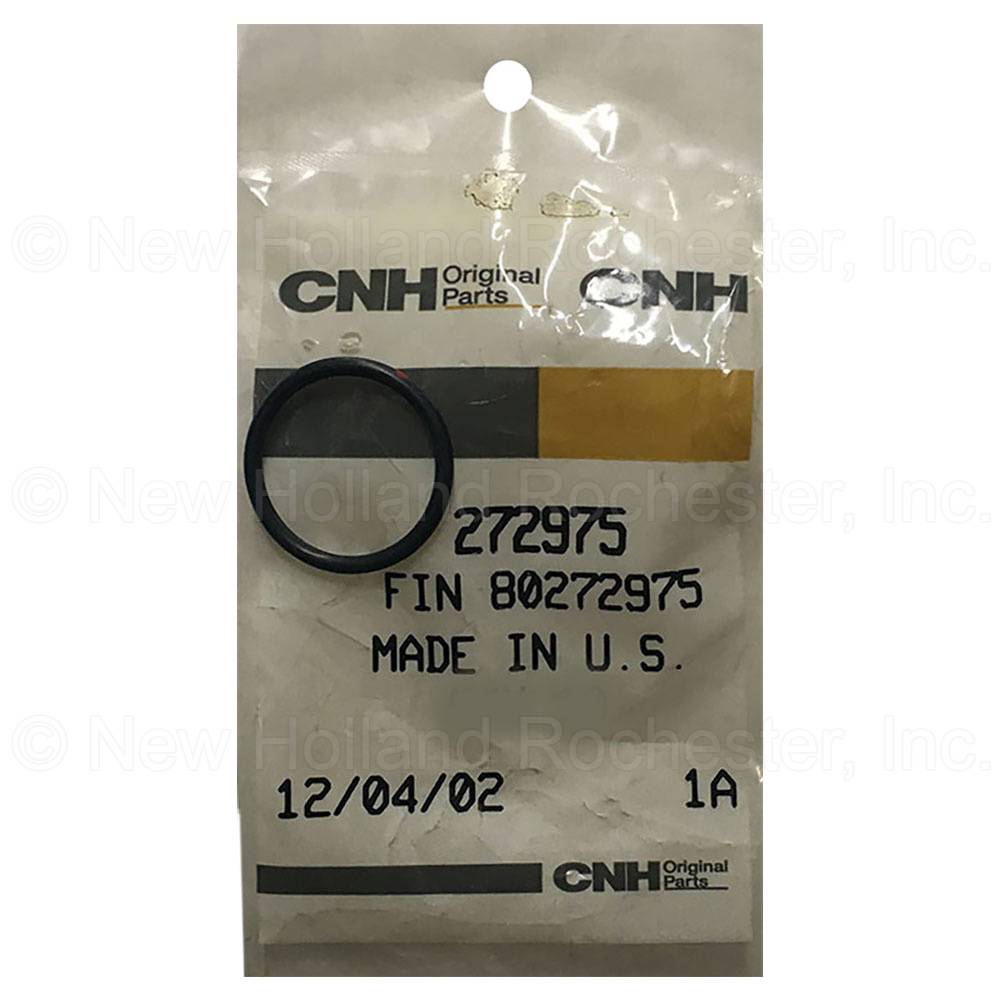 © New Holland Rochester, Inc.
CNH Original Parts CNH
© New Holland Rochester, Inc.
272975
FIN 80272975
MADE IN U.S.
© New Holland Rochester, Inc.
12/04/02 1A
CNH Original Parts